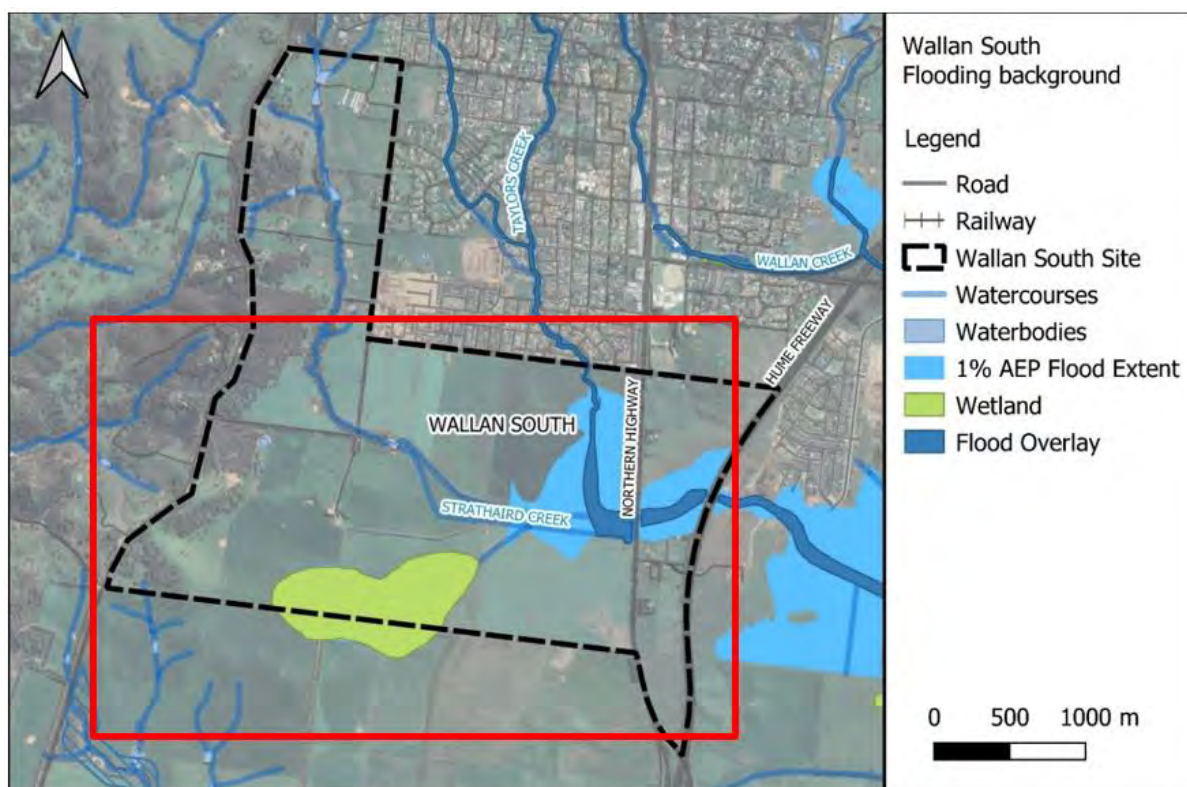 Wallan South
Flooding background
Legend
Road
Railway
Wallan South Site
Watercourses
Waterbodies
1% AEP Flood Extent
Wetland
Flood Overlay
0 500 1000 m
TAYLORS CREEK
WALLAN CREEK
HUME FREEWAY
NORTHERN HIGHWAY
WALLAN SOUTH
STRATHAIRD CREEK